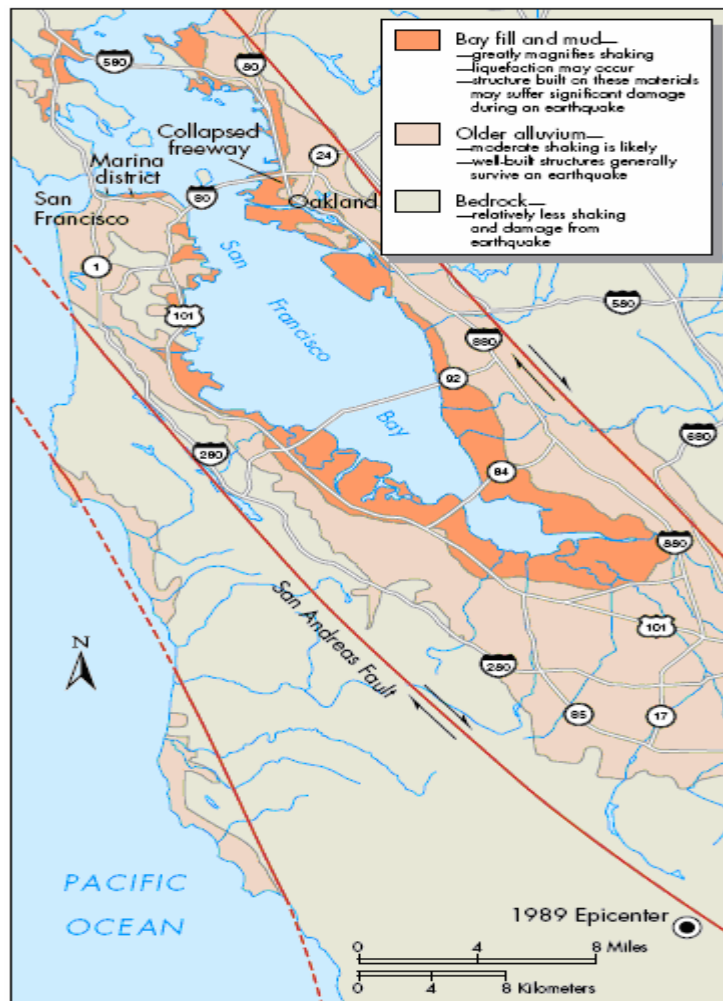 Bay fill and mud—
—greatly magnifies shaking
—liquefaction may occur
—structure built on these materials
may suffer significant damage
during an earthquake
Older alluvium—
—moderate shaking is likely
—well-built structures generally
survive an earthquake
Bedrock—
—relatively less shaking
and damage from
earthquake
580
80
Collapsed
freeway
24
Marina
district
80
Oakland
San
Francisco
San
Francisco
Bay
1
101
580
880
92
280
680
84
880
San Andreas Fault
101
280
85
17
N
PACIFIC
OCEAN
1989 Epicenter
0 4 8 Miles
0 4 8 Kilometers